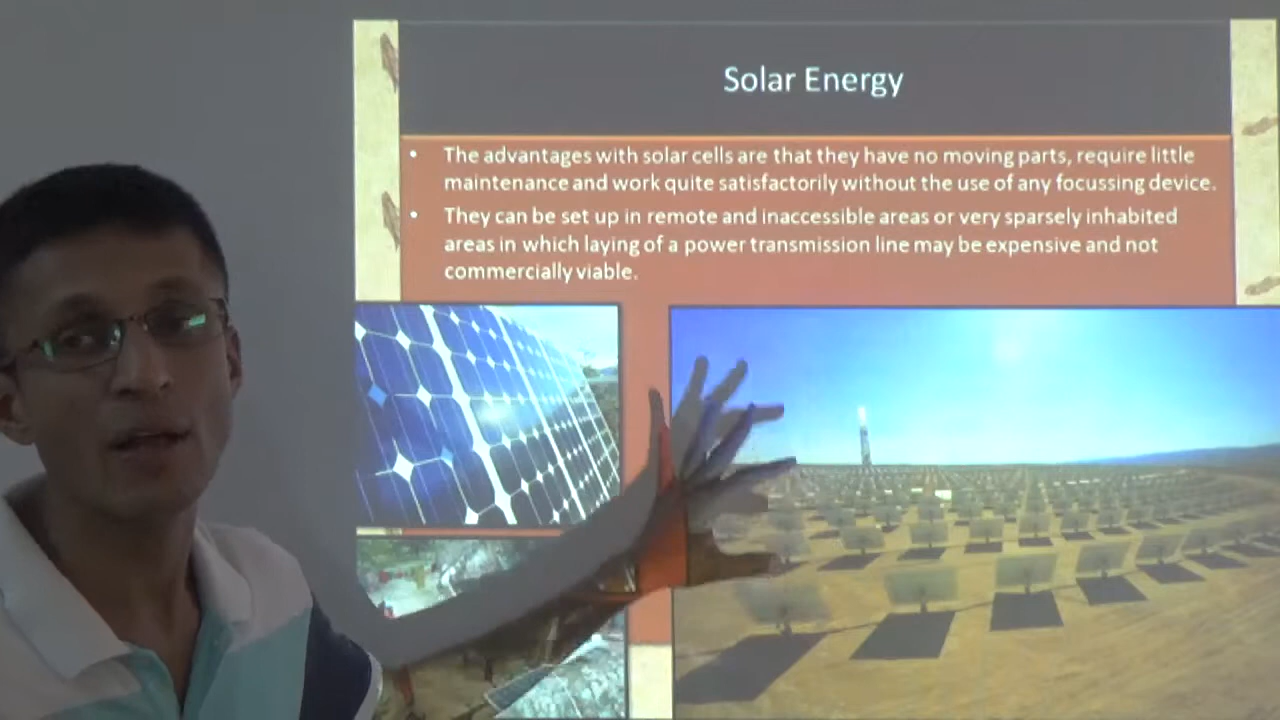 Solar Energy
• The advantages with solar cells are that they have no moving parts, require little
maintenance and work quite satisfactorily without the use of any focussing device.
• They can be set up in remote and inaccessible areas or very sparsely inhabited
areas in which laying of a power transmission line may be expensive and not
commercially viable.